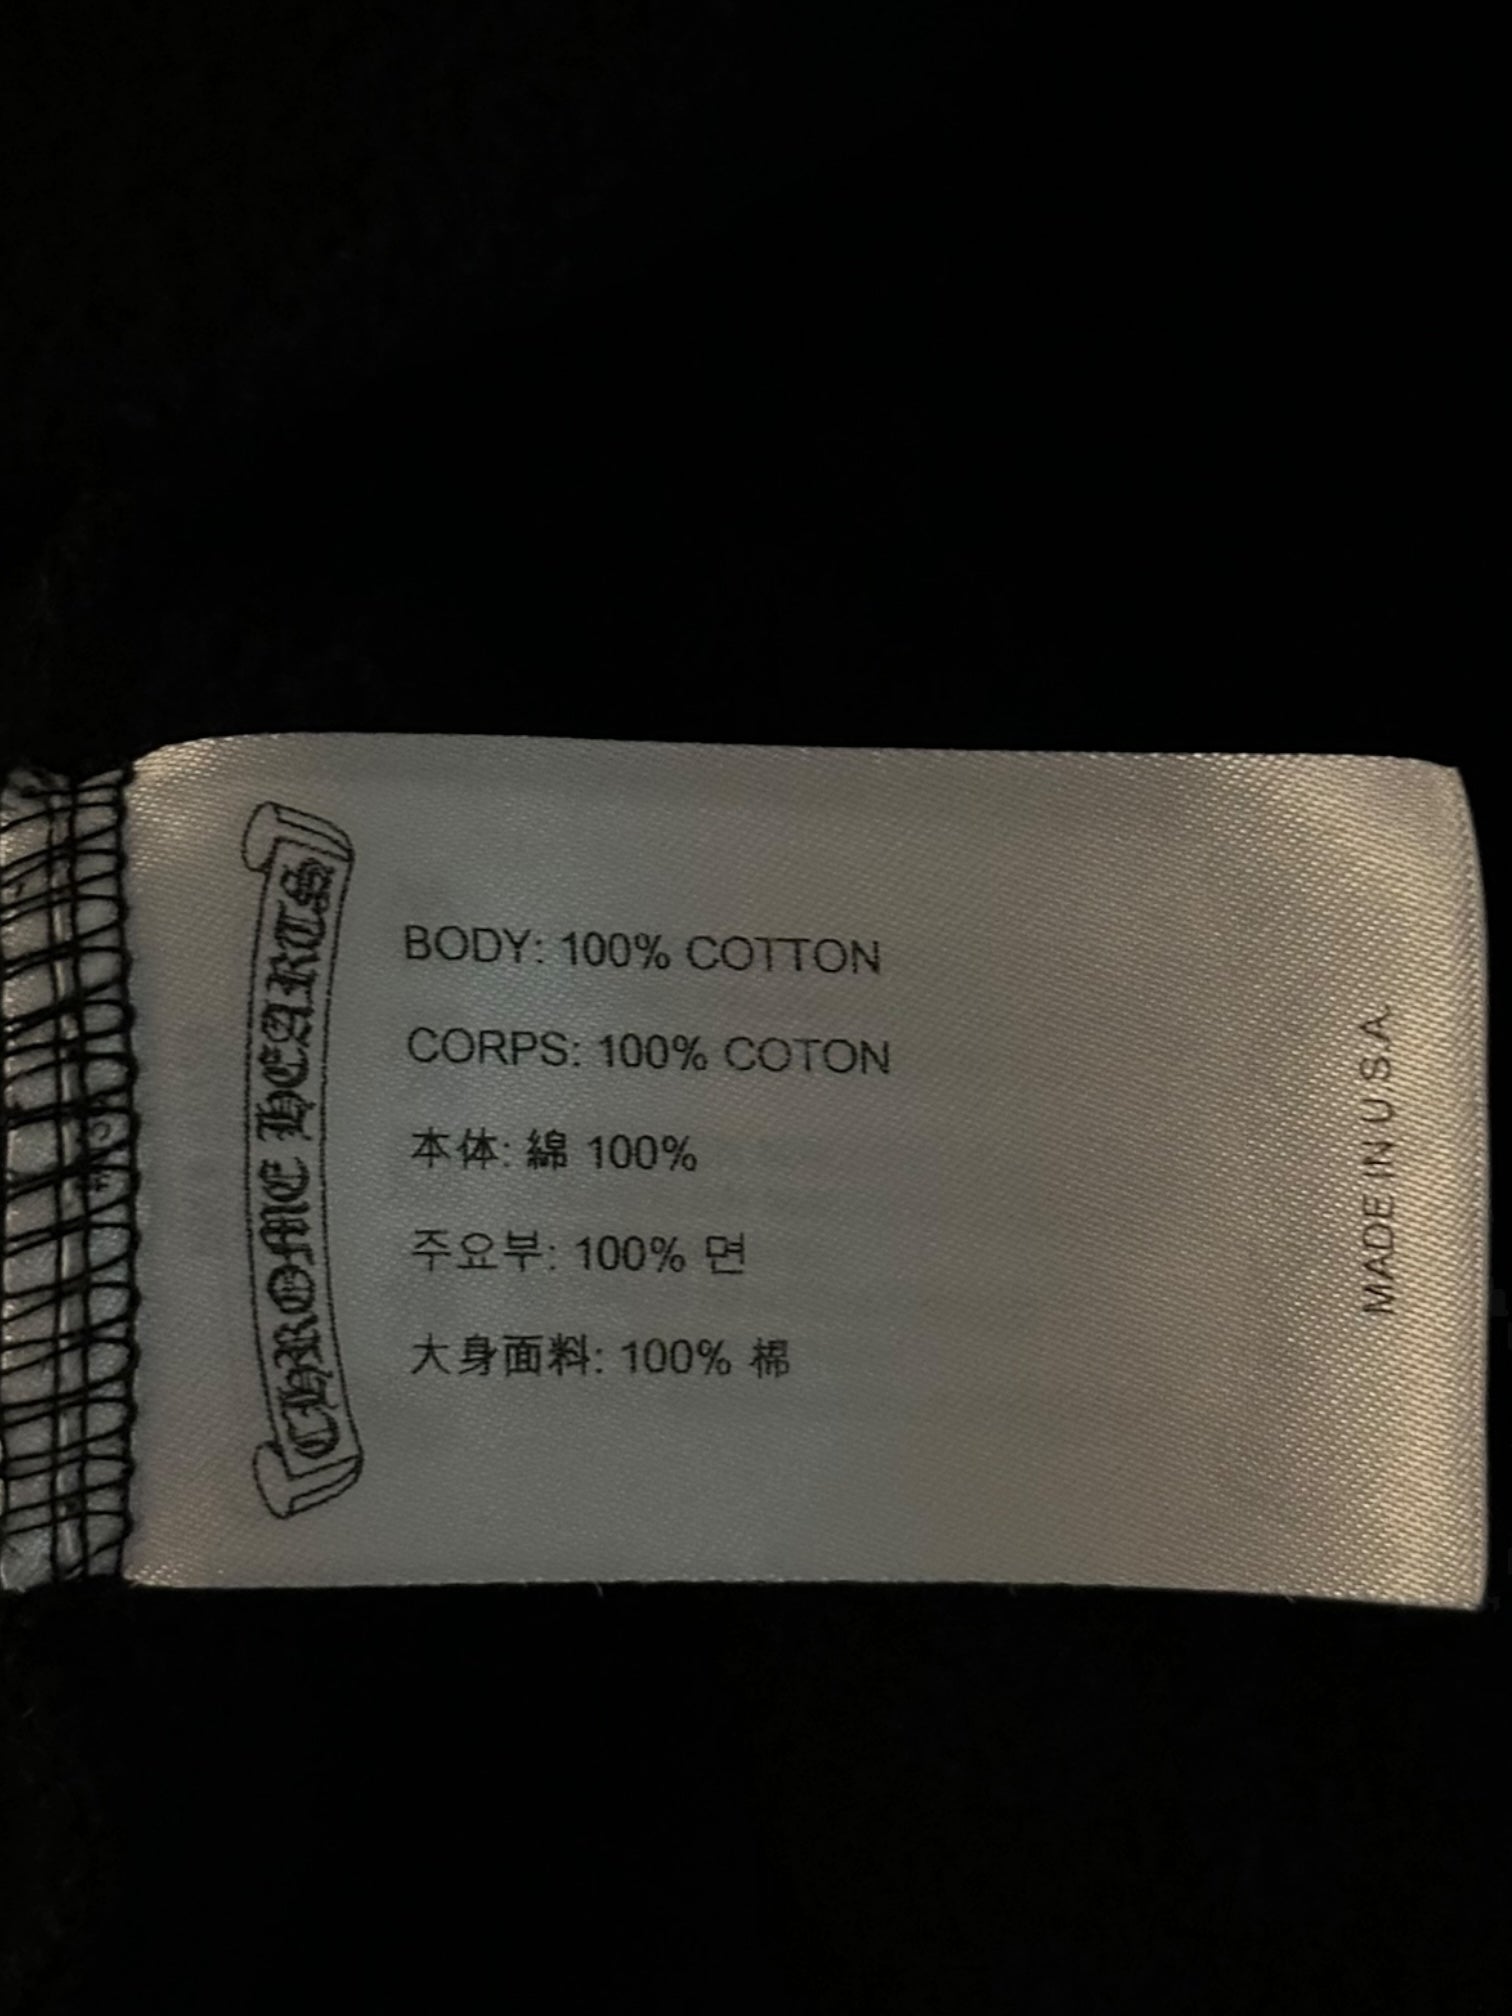 CHROME HEARTS
BODY: 100% COTTON
CORPS: 100% COTON
本体: 綿 100%
주요부: 100% 면
大身面料: 100% 棉
MADE IN U.S.A.